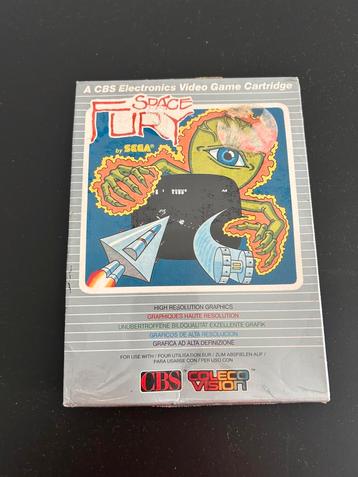 A CBS Electronics Video Game Cartridge
SPACE
FURY
by SEGA®
HIGH RESOLUTION GRAPHICS
GRAPHIQUES HAUTE RESOLUTION
UNÜBERTROFFENE BILDQUALITÄT EXZELLENTE GRAFIK
GRAFICOS DE ALTA RESOLUCION
GRAFICA AD ALTA DEFINIZIONE
FOR USE WITH / POUR UTILISATION SUR / ZUM ABSPIELEN AUF /
PARA USARSE CON / PER USO CON
CBS COLECO
VISION